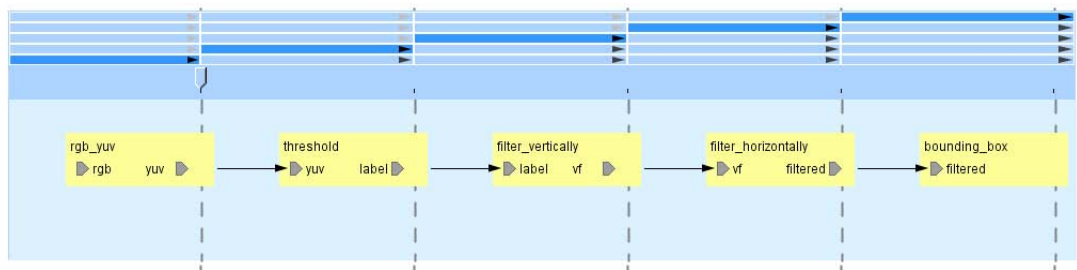 rgb_yuv
rgb yuv
threshold
yuv label
filter_vertically
label vf
filter_horizontally
vf filtered
bounding_box
filtered